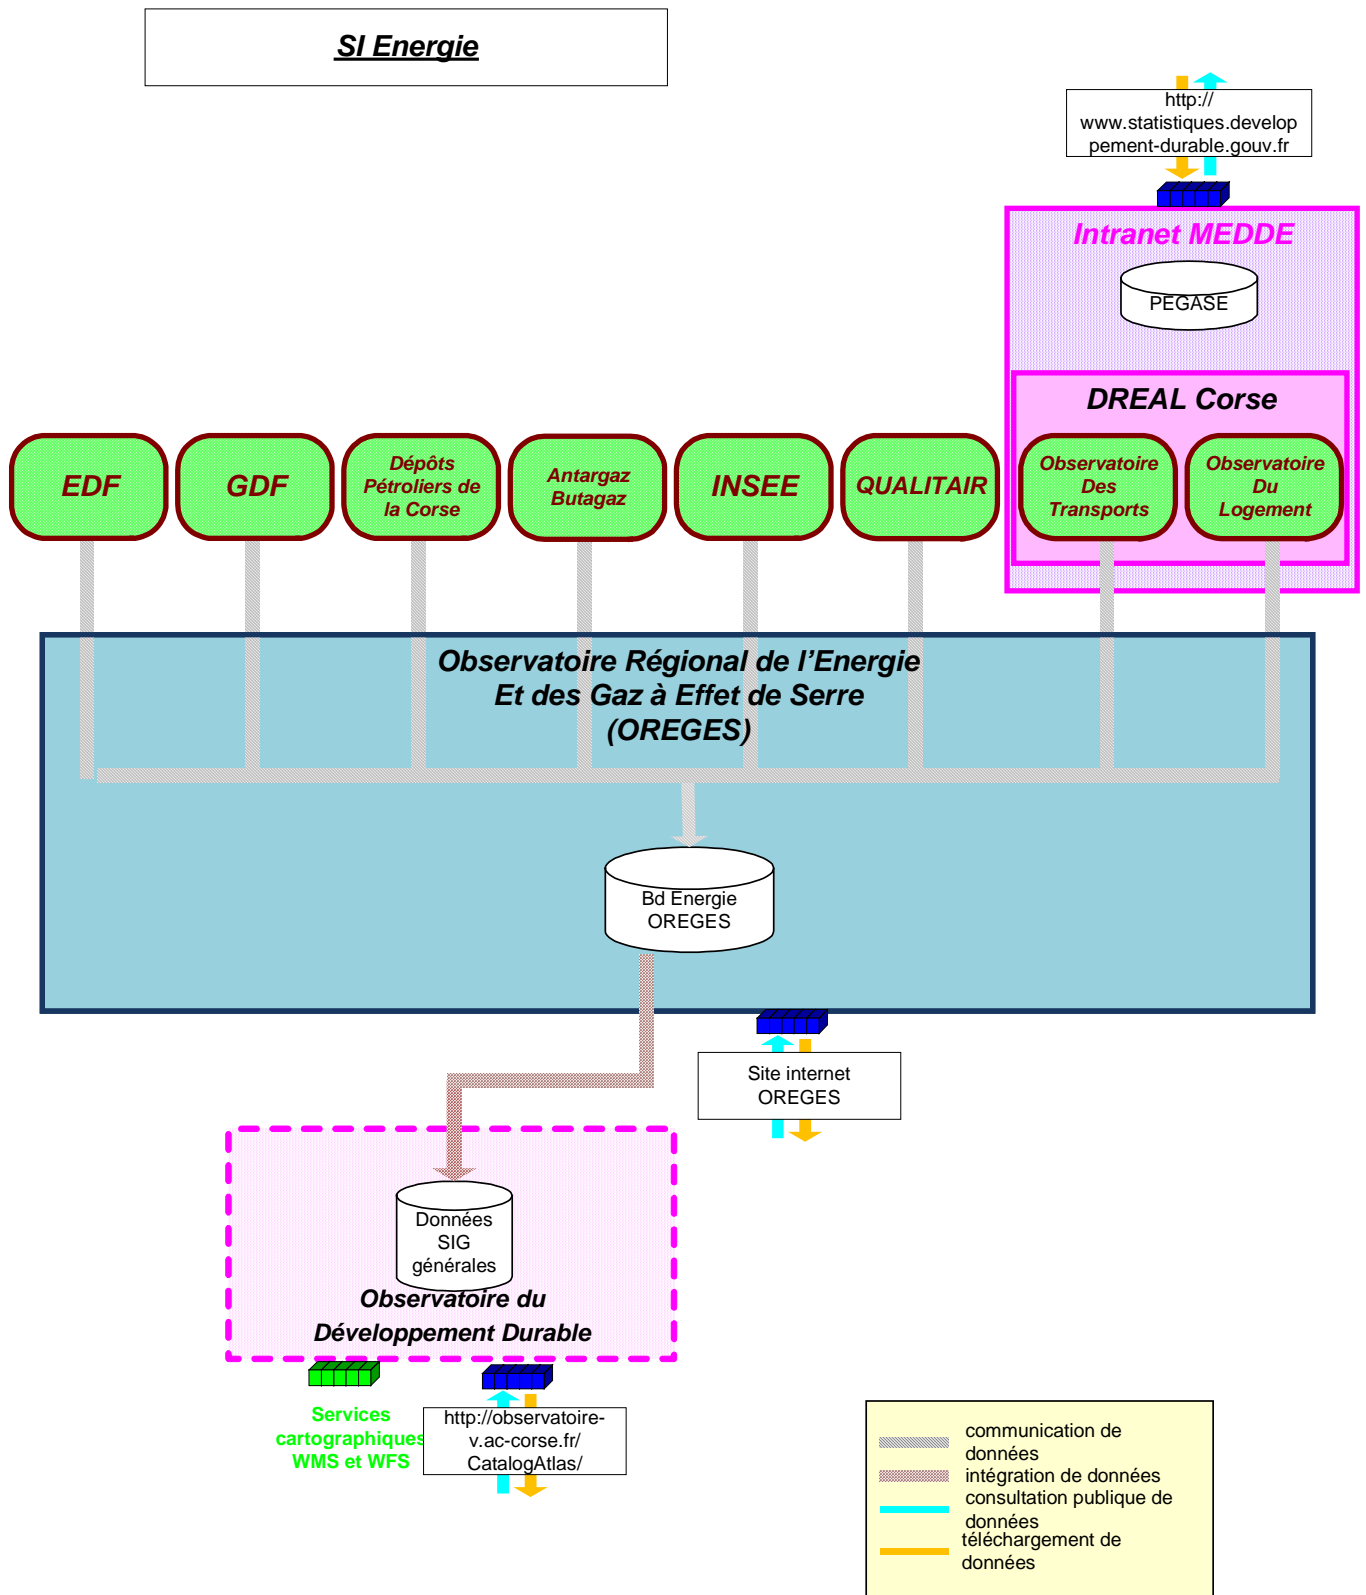 SI Energie
http://
www.statistiques.develop
pement-durable.gouv.fr
Intranet MEDDE
PEGASE
DREAL Corse
EDF
GDF
Dépôts
Pétroliers de
la Corse
Antargaz
Butagaz
INSEE
QUALITAIR
Observatoire
Des
Transports
Observatoire
Du
Logement
Observatoire Régional de l'Energie
Et des Gaz à Effet de Serre
(OREGES)
Bd Energie
OREGES
Site internet
OREGES
Données
SIG
générales
Observatoire du
Développement Durable
Services
cartographiques
WMS et WFS
http://observatoire-
v.ac-corse.fr/
CatalogAtlas/
communication de
données
intégration de données
consultation publique de
données
téléchargement de
données